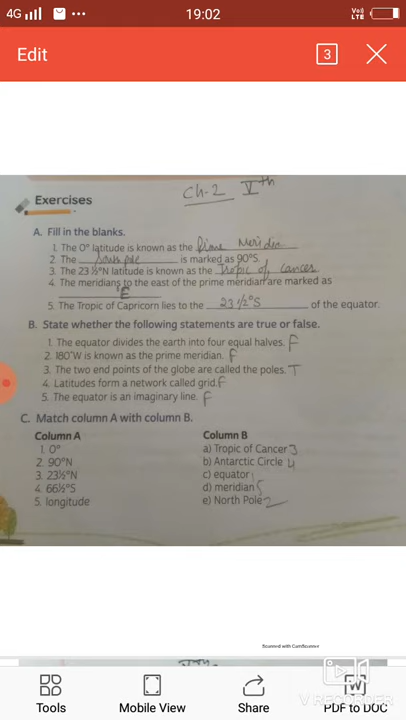 4G 19:02 Vo) LTE
Edit 3
Ch-2 Vth
Exercises
A. Fill in the blanks.
1. The 0° latitude is known as the Prime Meridian
2. The south pole is marked as 90°S.
3. The 23½°N latitude is known as the Tropic of cancer
4. The meridians to the east of the prime meridian are marked as
'E'
5. The Tropic of Capricorn lies to the 23 1/2°S of the equator.
B. State whether the following statements are true or false.
1. The equator divides the earth into four equal halves. F
2. 180°W is known as the prime meridian. F
3. The two end points of the globe are called the poles. T
4. Latitudes form a network called grid. F
5. The equator is an imaginary line. F
C. Match column A with column B.
Column A Column B
1. 0° a) Tropic of Cancer 3
2. 90°N b) Antarctic Circle 4
3. 23½°N c) equator 1
4. 66½°S d) meridian 5
5. longitude e) North Pole 2
Scanned with CamScanner
VRECORDER
Tools Mobile View Share PDF to DOC